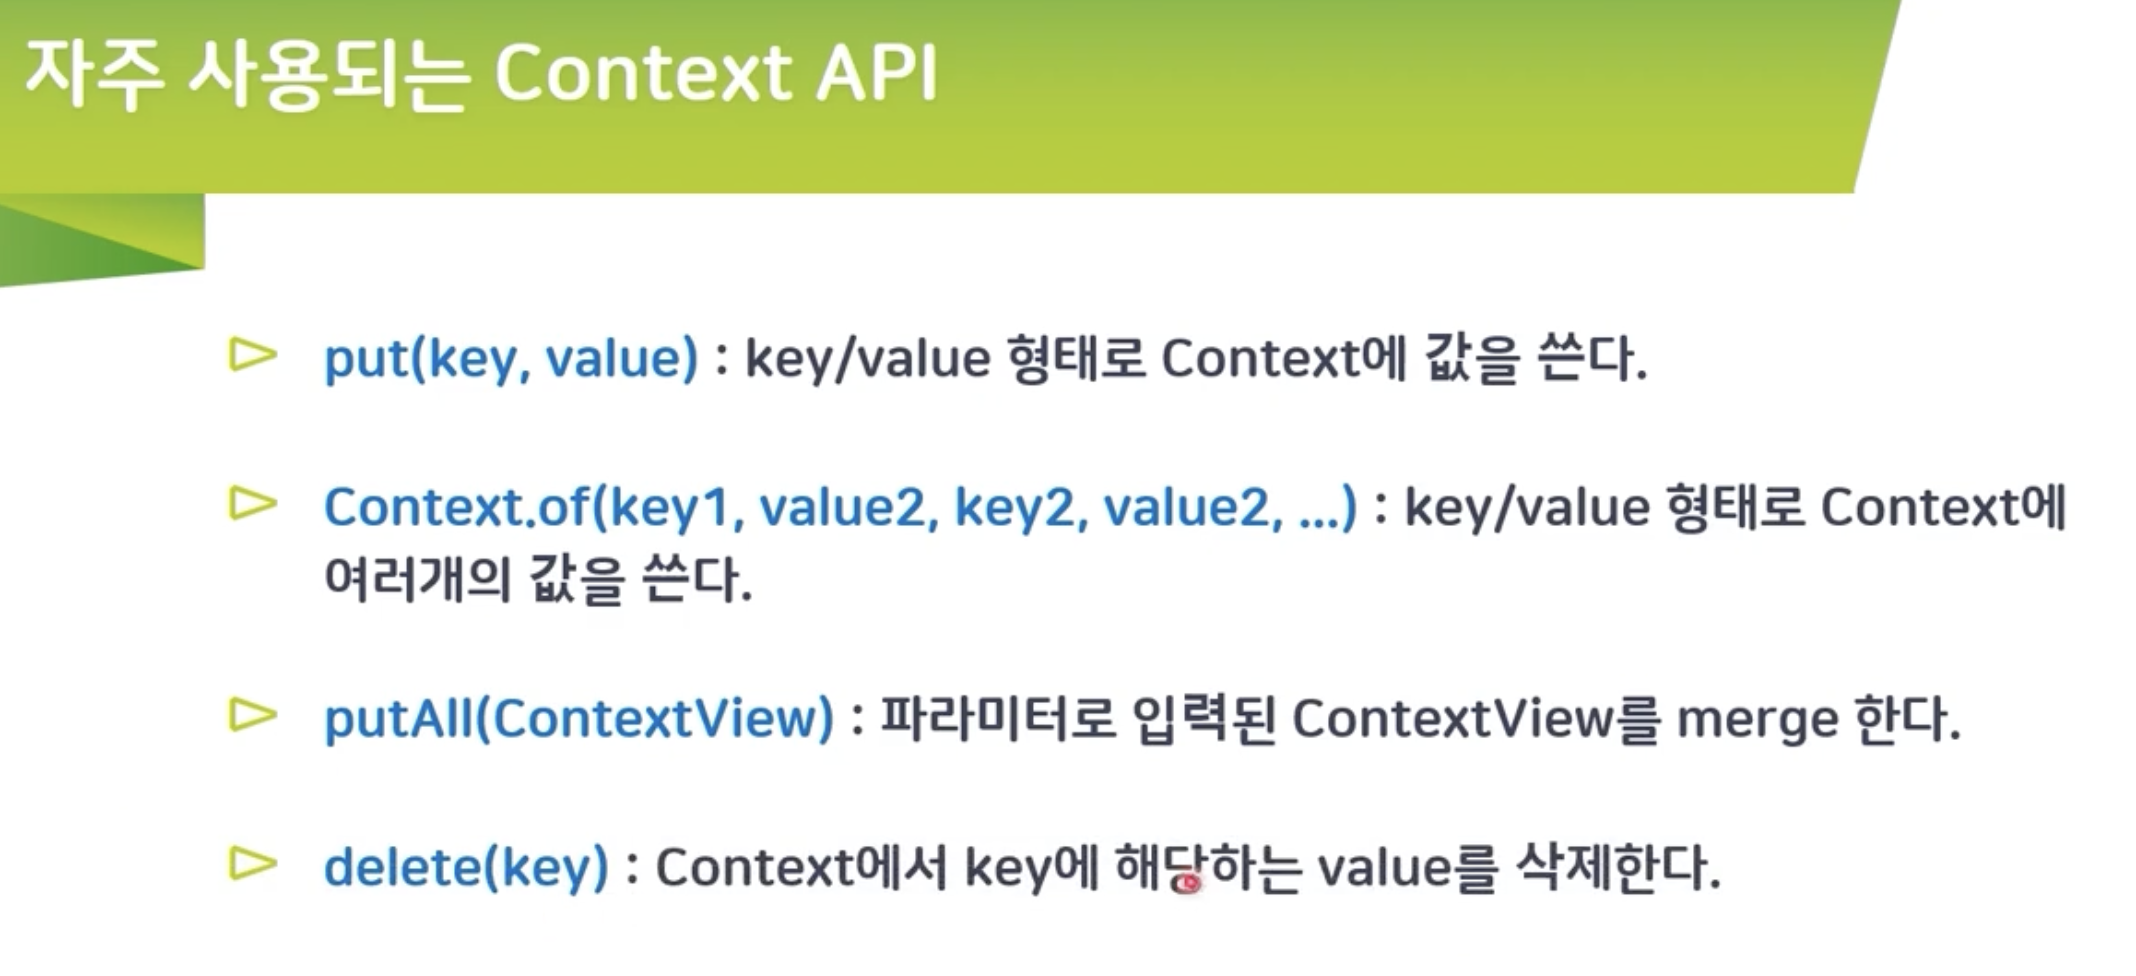 자주 사용되는 Context API
put(key, value) : key/value 형태로 Context에 값을 쓴다.
Context.of(key1, value2, key2, value2, ...) : key/value 형태로 Context에
여러개의 값을 쓴다.
putAll(ContextView) : 파라미터로 입력된 ContextView를 merge 한다.
delete(key) : Context에서 key에 해당하는 value를 삭제한다.